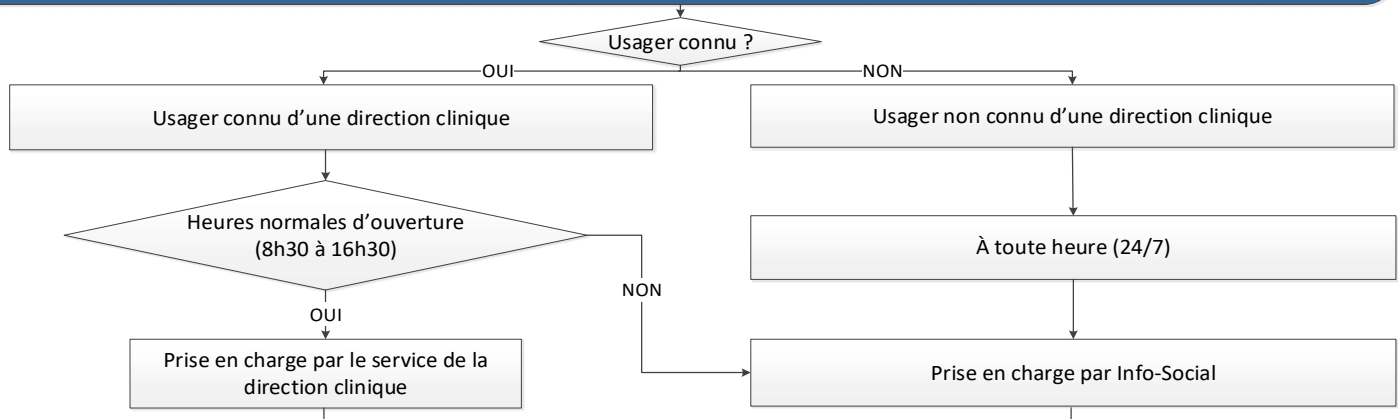 Usager connu ?
OUI
NON
Usager connu d’une direction clinique
Usager non connu d’une direction clinique
Heures normales d’ouverture
(8h30 à 16h30)
À toute heure (24/7)
NON
OUI
Prise en charge par le service de la
direction clinique
Prise en charge par Info-Social